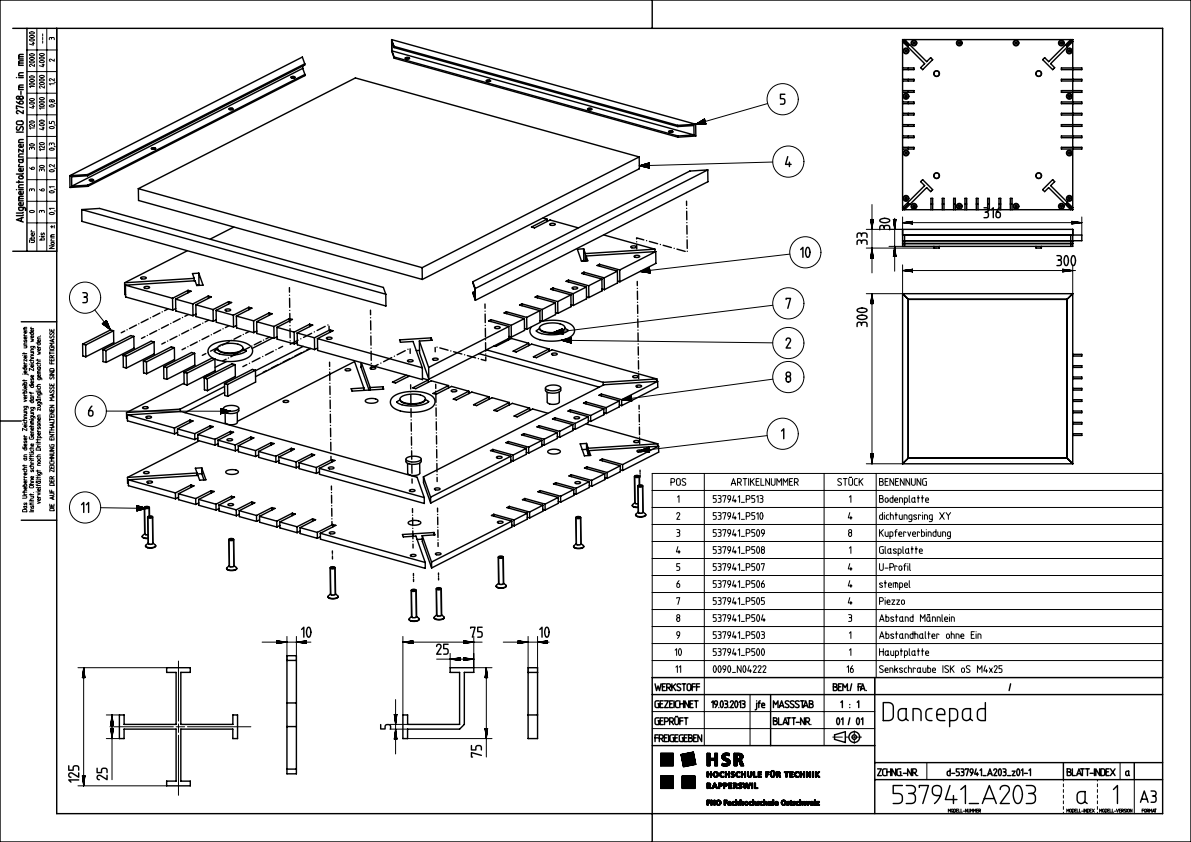 Allgemeintoleranzen ISO 2768-m in mm
über 0 3 6 30 120 400 1000 2000 4000
bis 3 6 30 120 400 1000 2000 4000 ---
Norm ± 0,1 0,1 0,2 0,3 0,5 0,8 1,2 2 3
Das Urheberrecht an dieser Zeichnung verbleibt jederzeit unserem
Institut. Ohne schriftliche Genehmigung darf diese Zeichnung weder
vervielfältigt noch Drittpersonen zugänglich gemacht werden.
DIE AUF DER ZEICHNUNG ENTHALTENEN MASSE SIND FERTIGMASSE
5
4
10
3
7
2
8
6
1
11
316
30
33
300
300
10
125
25
75
25
75
10
POS ARTIKELNUMMER STÜCK BENENNUNG
1 537941_P513 1 Bodenplatte
2 537941_P510 4 dichtungsring XY
3 537941_P509 8 Kupferverbindung
4 537941_P508 1 Glasplatte
5 537941_P507 4 U-Profil
6 537941_P506 4 stempel
7 537941_P505 4 Piezzo
8 537941_P504 3 Abstand Männlein
9 537941_P503 1 Abstandhalter ohne Ein
10 537941_P500 1 Hauptplatte
11 0090_N04222 16 Senkschraube ISK oS M4x25
WERKSTOFF BEM./ FA. /
GEZEICHNET 19.03.2013 jfe MASSSTAB 1 : 1
GEPRÜFT BLATT-NR. 01 / 01
FREIGEGEBEN
Dancepad
HSR
HOCHSCHULE FÜR TECHNIK
RAPPERSWIL
FHO Fachhochschule Ostschweiz
ZCHNG.-NR. d-537941_A203_z01-1 BLATT-INDEX a
537941_A203 a 1 A3
MODELL-NUMMER MODELL-INDEX MODELL-VERSION FORMAT